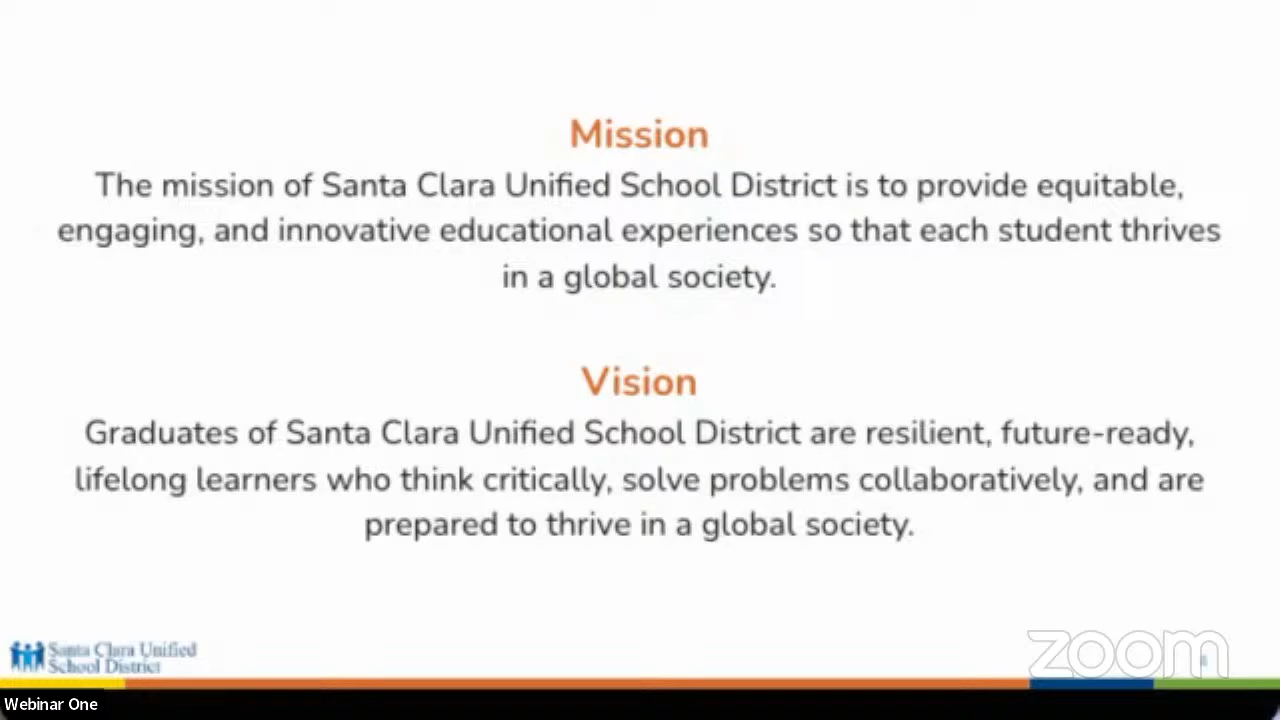 Mission
The mission of Santa Clara Unified School District is to provide equitable,
engaging, and innovative educational experiences so that each student thrives
in a global society.
Vision
Graduates of Santa Clara Unified School District are resilient, future-ready,
lifelong learners who think critically, solve problems collaboratively, and are
prepared to thrive in a global society.
Santa Clara Unified
School District
zoom
Webinar One